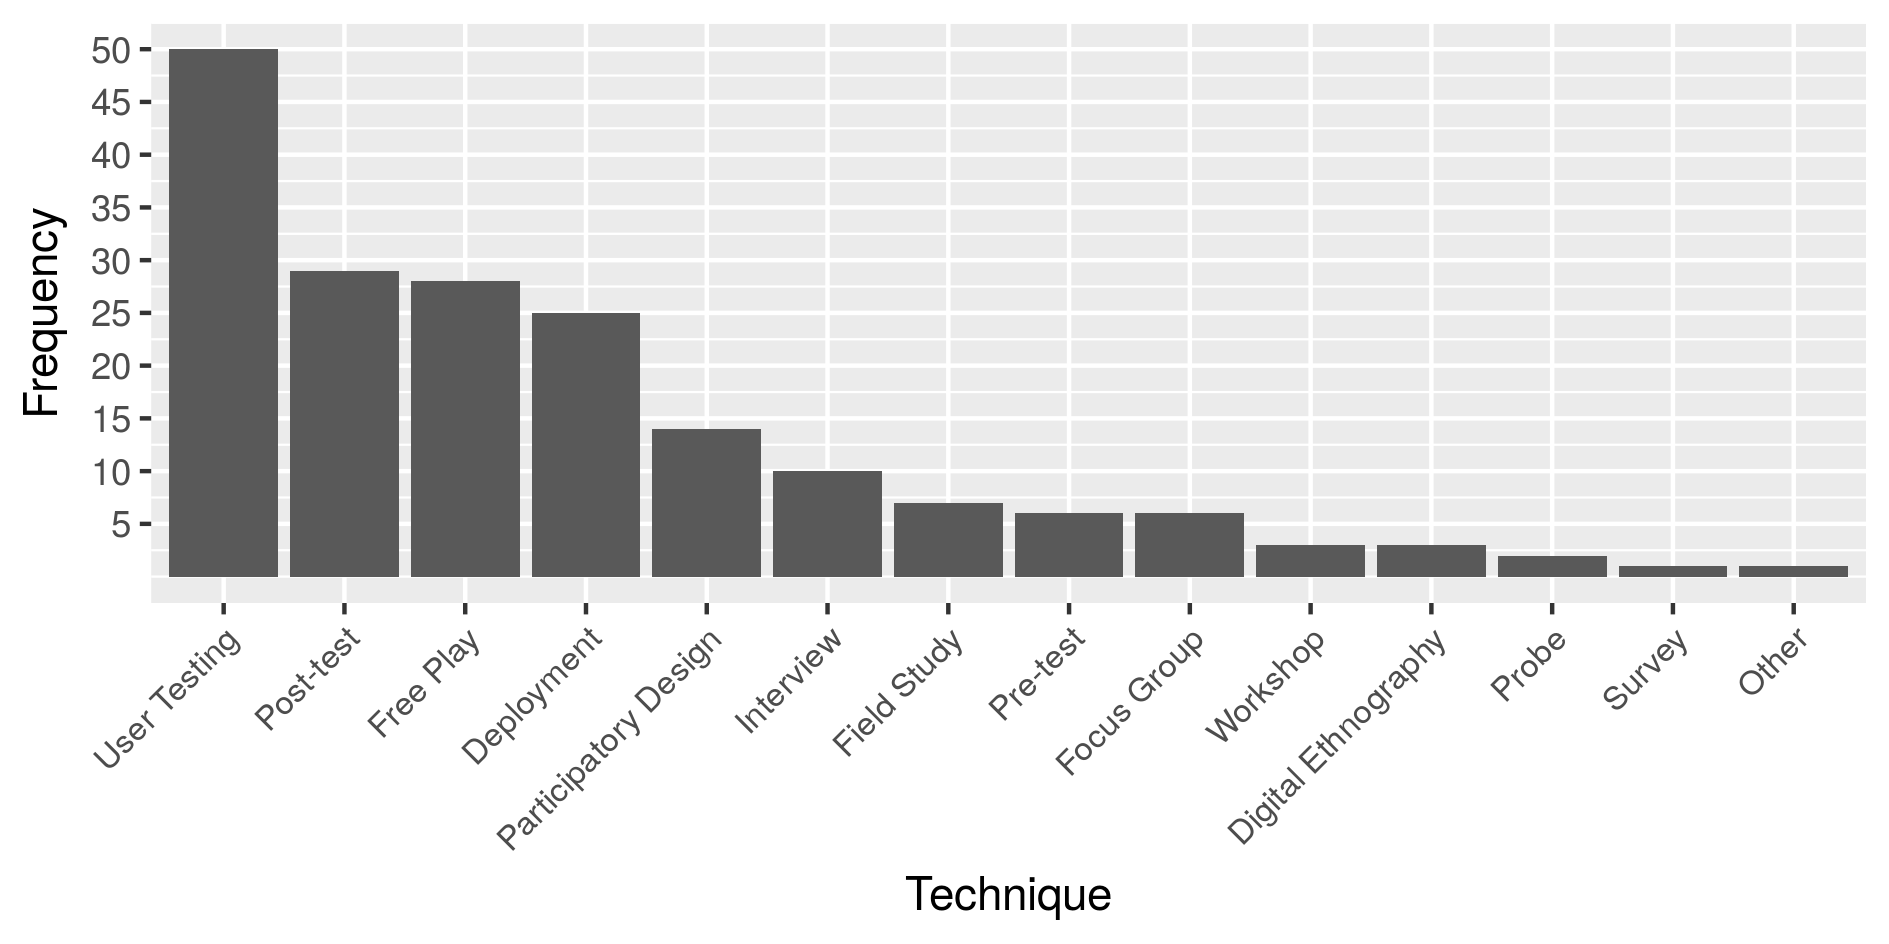 Frequency
50
45
40
35
30
25
20
15
10
5
User Testing
Post-test
Free Play
Deployment
Participatory Design
Interview
Field Study
Pre-test
Focus Group
Workshop
Digital Ethnography
Probe
Survey
Other
Technique